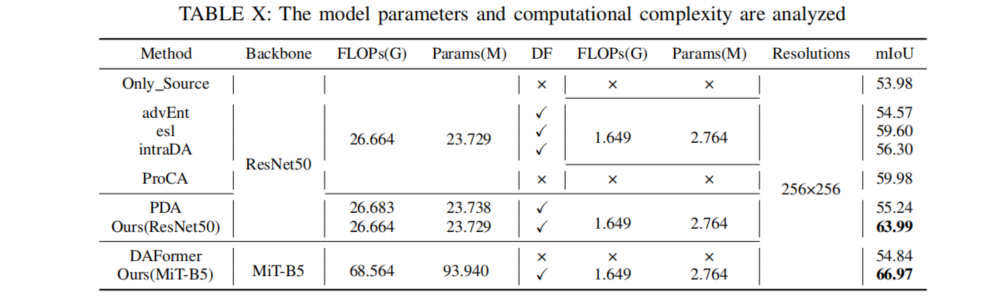 TABLE X: The model parameters and computational complexity are analyzed
Method Backbone FLOPs(G) Params(M) DF FLOPs(G) Params(M) Resolutions mIoU
Only_Source × × × 53.98
advEnt ✓ 54.57
esl 26.664 23.729 ✓ 1.649 2.764 59.60
intraDA ✓ 56.30
ResNet50
ProCA × × × 59.98
256×256
PDA 26.683 23.738 ✓ 55.24
Ours(ResNet50) 26.664 23.729 ✓ 1.649 2.764 63.99
DAFormer × × × 54.84
Ours(MiT-B5) MiT-B5 68.564 93.940 ✓ 1.649 2.764 66.97